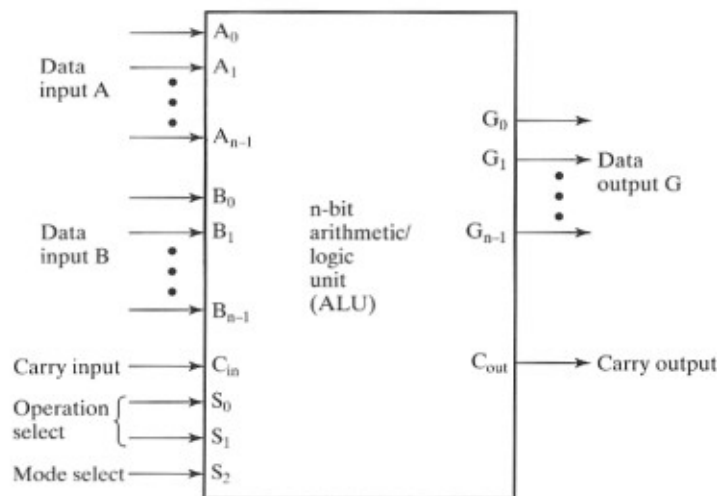 Data
input A
A₀
A₁
Aₙ₋₁
Data
input B
B₀
B₁
Bₙ₋₁
Carry input
Cᵢₙ
Operation
select
S₀
S₁
Mode select
S₂
n-bit
arithmetic/
logic
unit
(ALU)
G₀
G₁
Gₙ₋₁
Data
output G
Cₒᵤₜ
Carry output